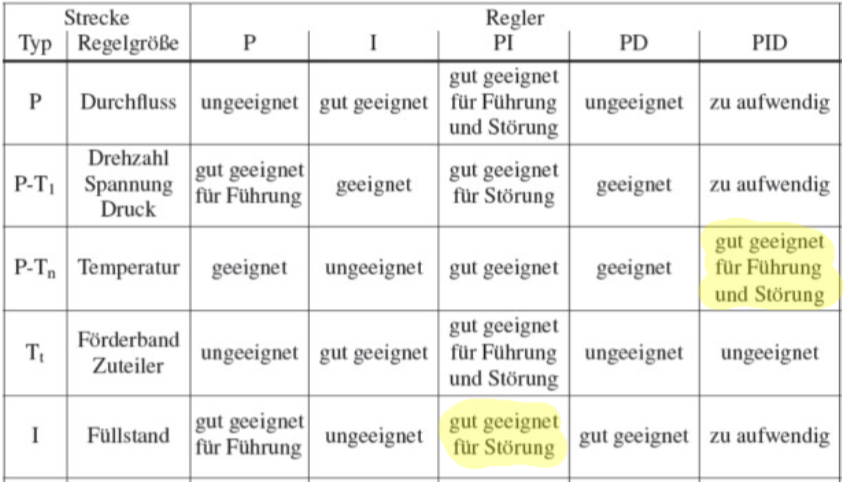 Strecke Regler
Typ Regelgröße P I PI PD PID
P Durchfluss ungeeignet gut geeignet gut geeignet für Führung und Störung ungeeignet zu aufwendig
P-T₁ Drehzahl Spannung Druck gut geeignet für Führung geeignet gut geeignet für Störung geeignet zu aufwendig
P-Tₙ Temperatur geeignet ungeeignet gut geeignet geeignet gut geeignet für Führung und Störung
Tₜ Förderband Zuteiler ungeeignet gut geeignet gut geeignet für Führung und Störung ungeeignet ungeeignet
I Füllstand gut geeignet für Führung ungeeignet gut geeignet für Störung gut geeignet zu aufwendig